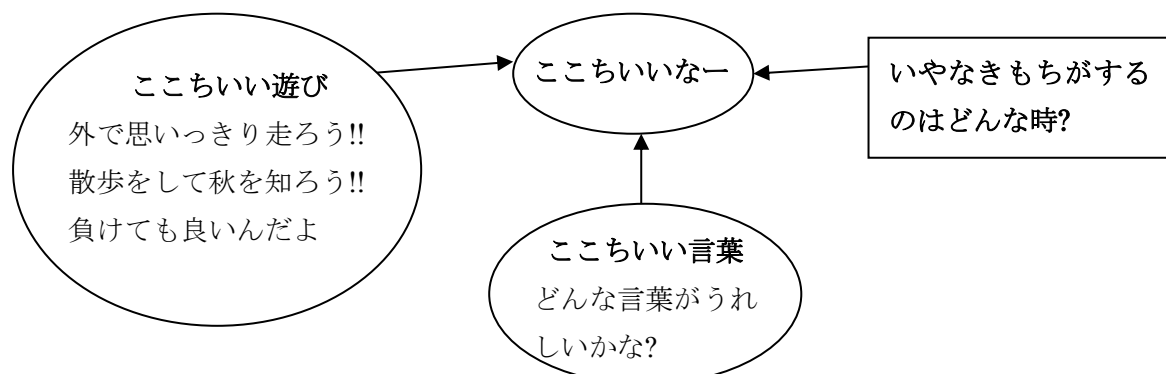 ここちいい遊び
外で思いっきり走ろう!!
散歩をして秋を知ろう!!
負けても良いんだよ
ここちいいなー
いやなきもちがする
のはどんな時?
ここちいい言葉
どんな言葉がうれ
しいかな?